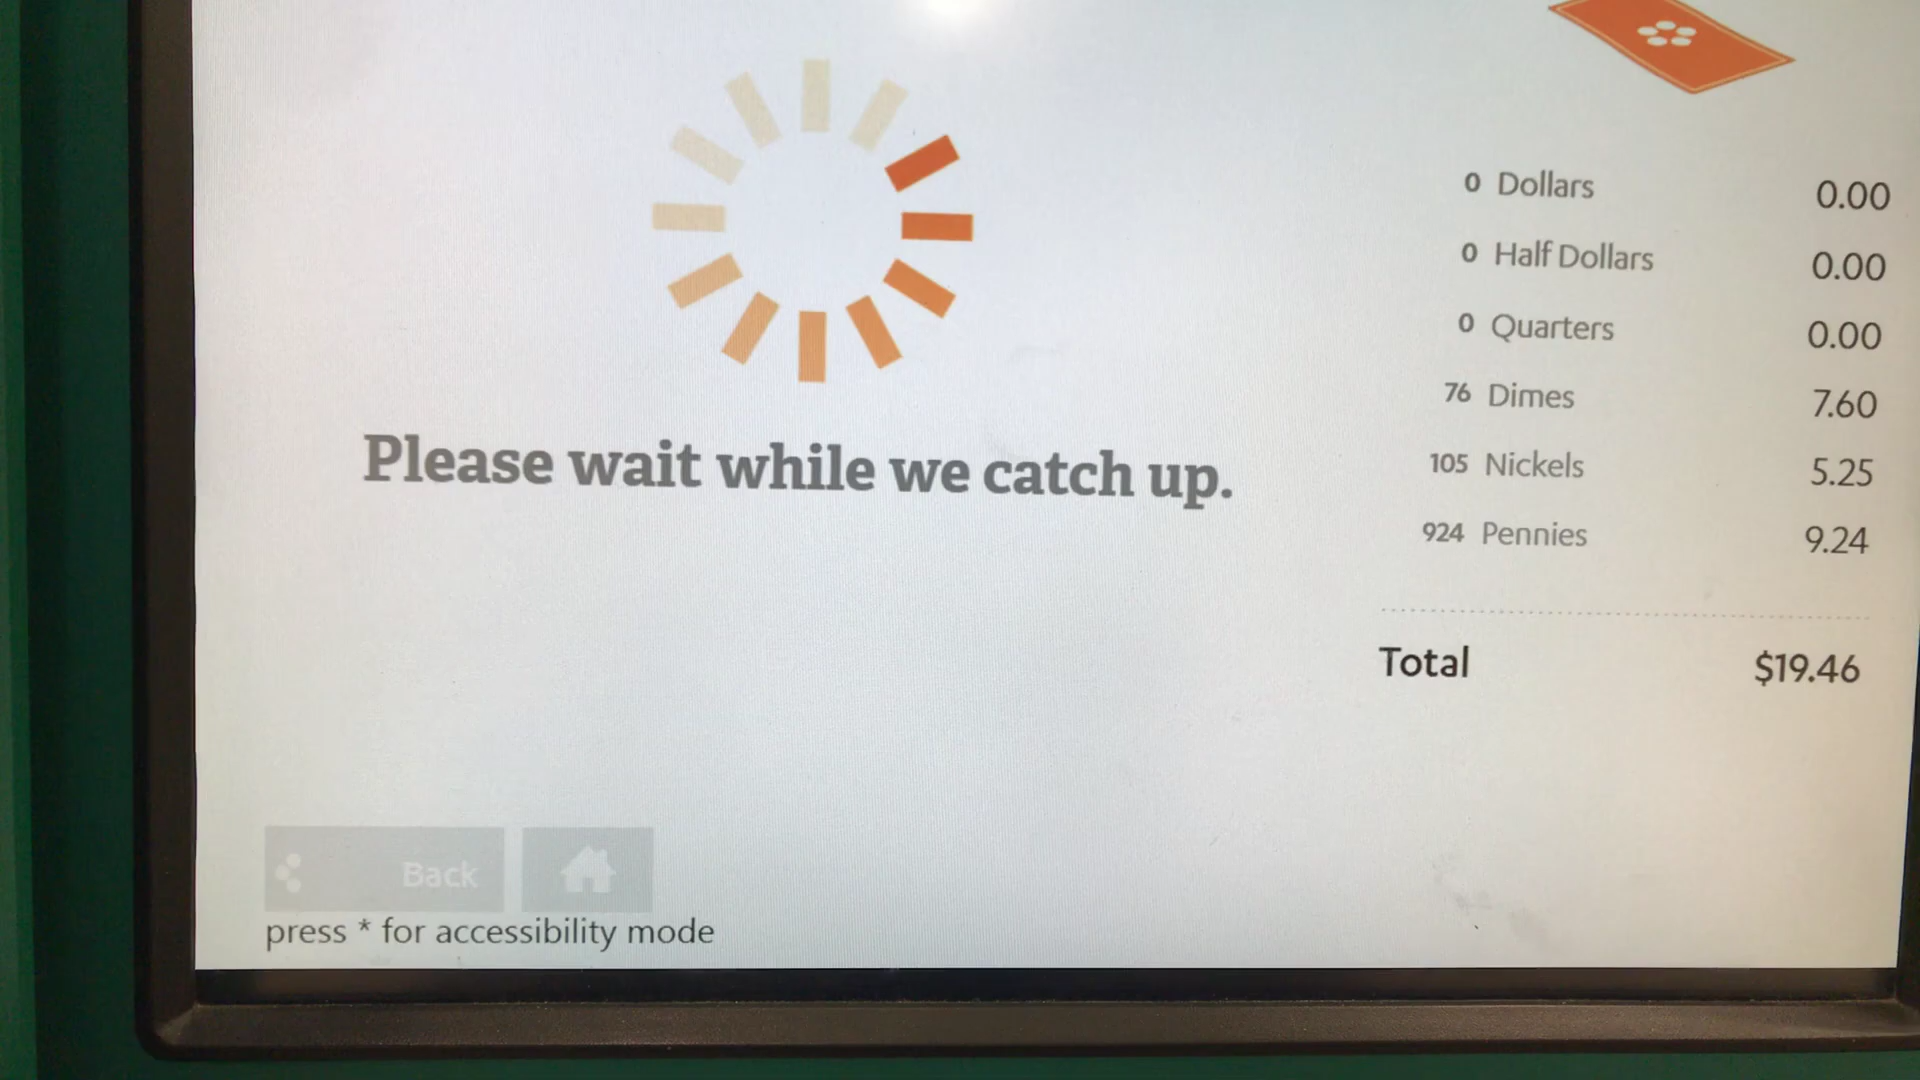 0 Dollars 0.00
0 Half Dollars 0.00
0 Quarters 0.00
76 Dimes 7.60
105 Nickels 5.25
924 Pennies 9.24
Total $19.46
Please wait while we catch up.
Back
press * for accessibility mode